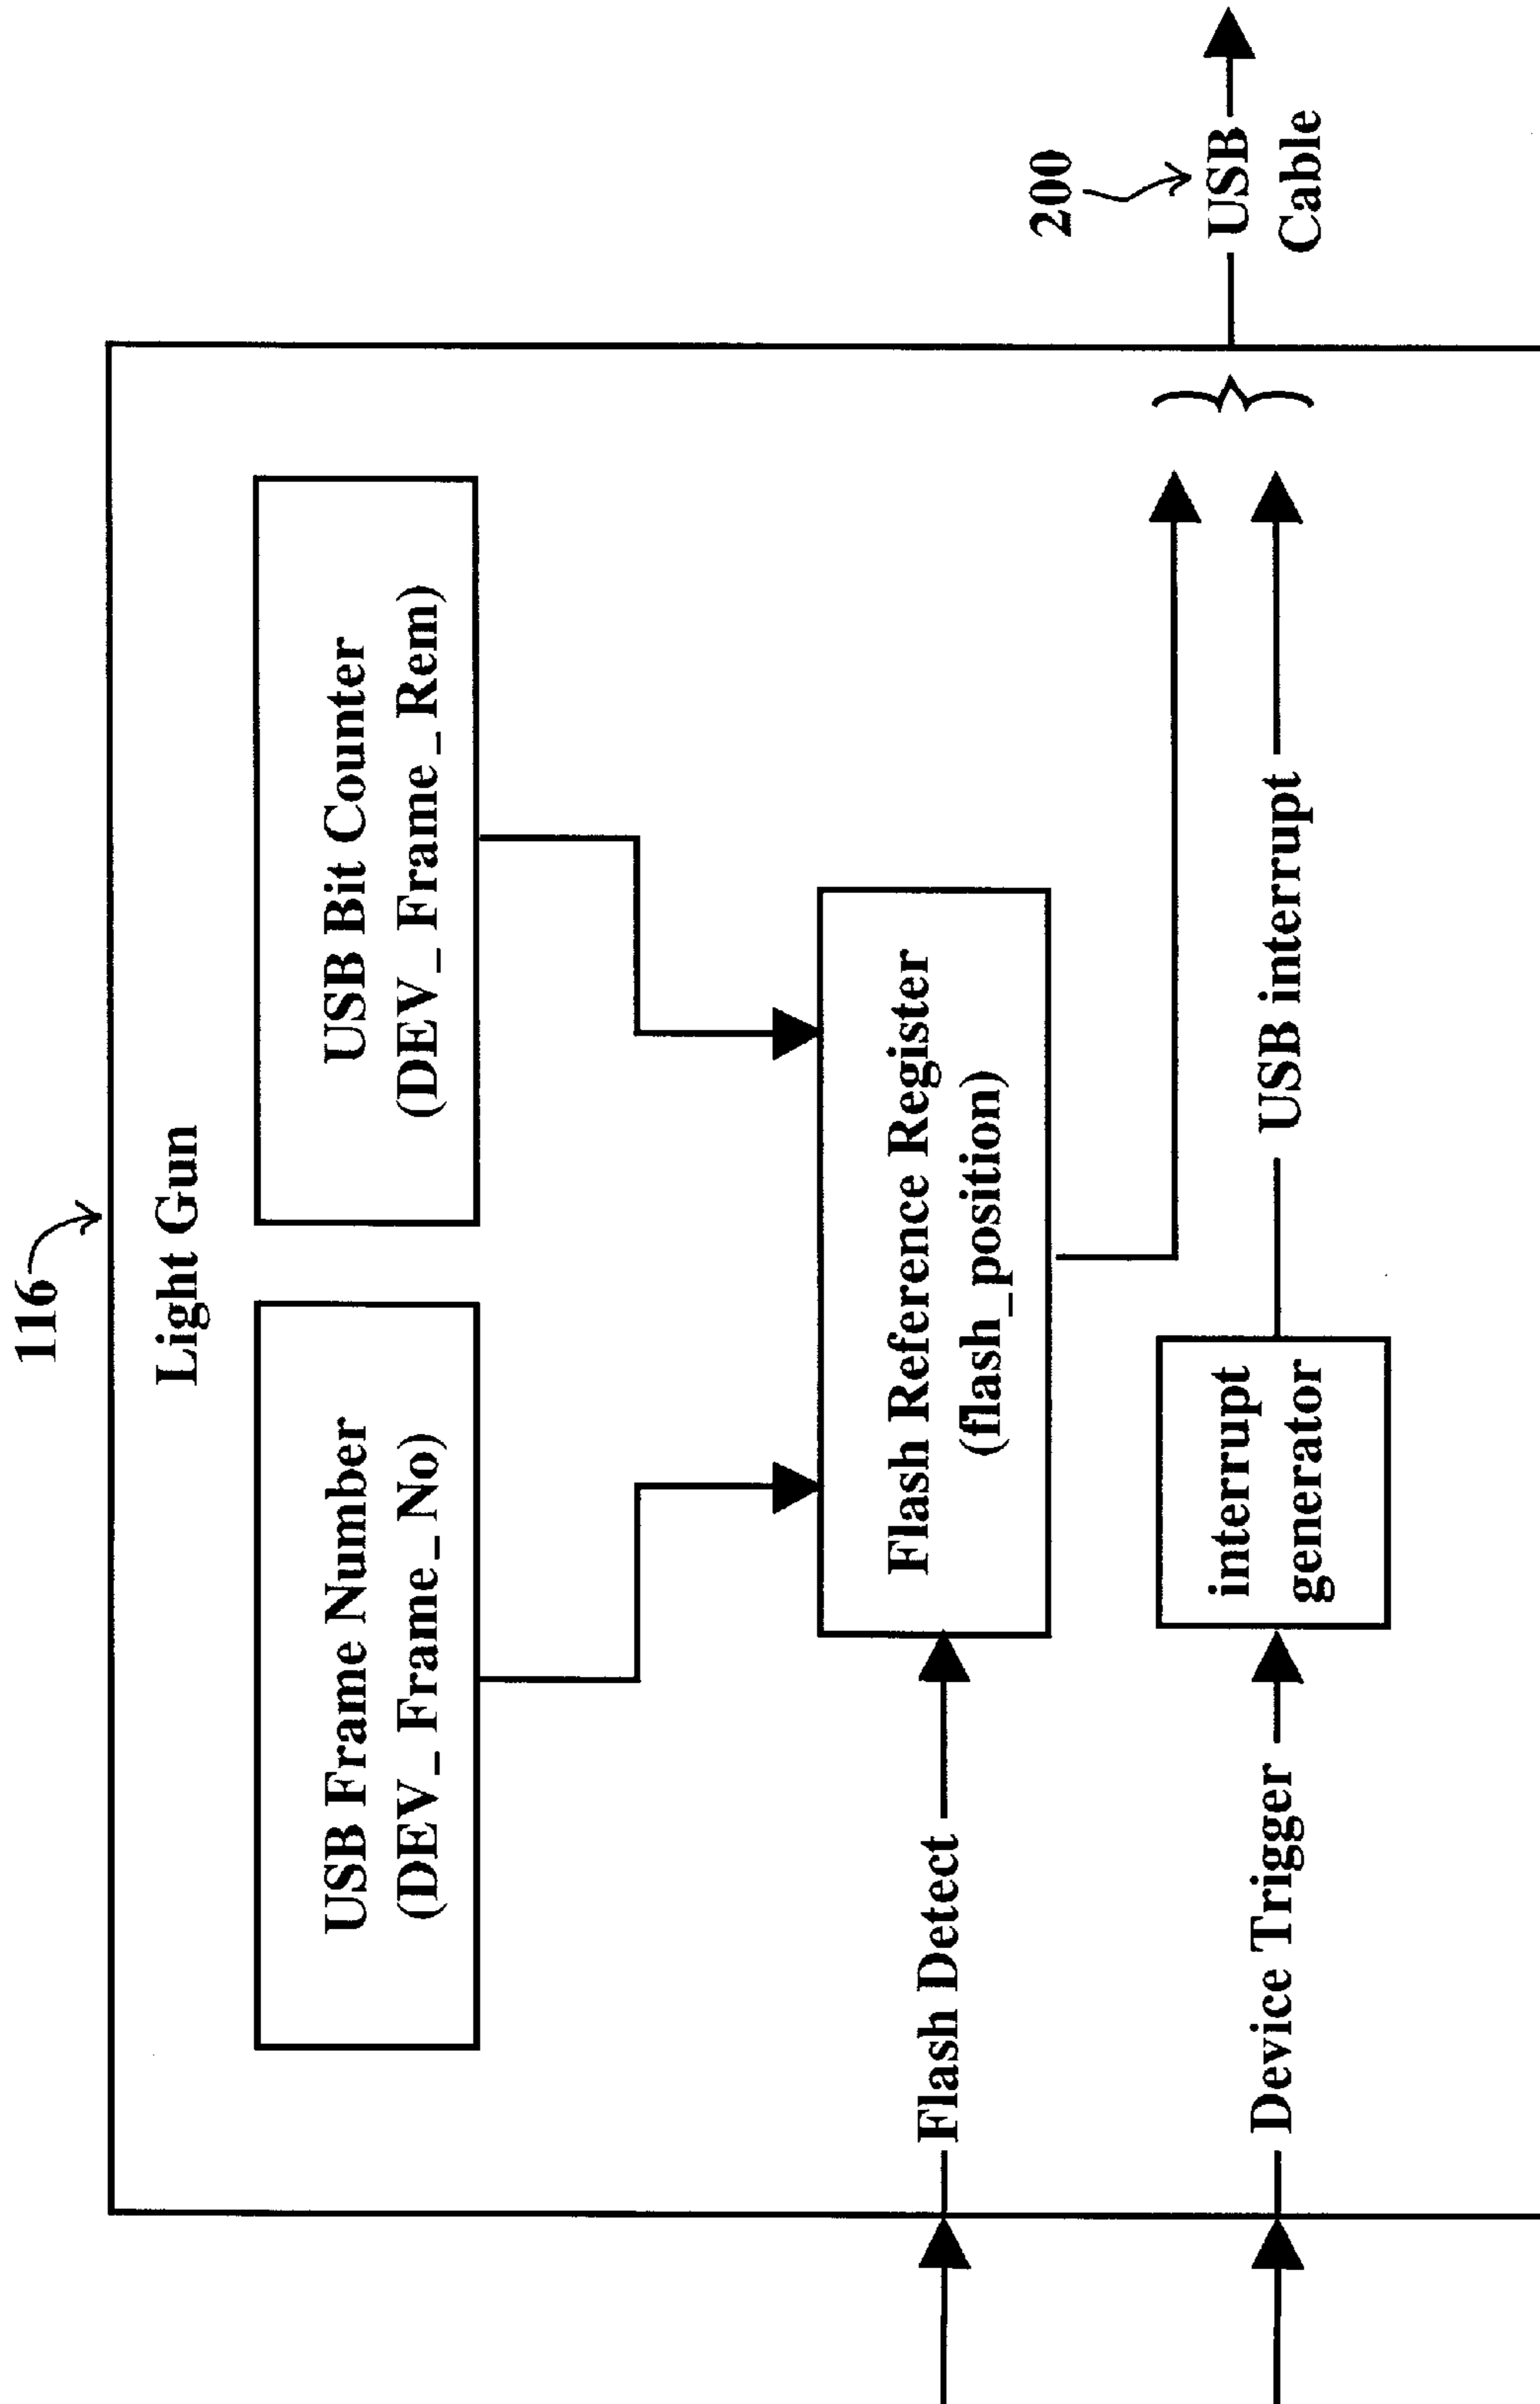 116
Light Gun
USB Frame Number
(DEV_Frame_No)
USB Bit Counter
(DEV_Frame_Rem)
Flash Detect
Flash Reference Register
(flash_position)
200
USB
Cable
Device Trigger
interrupt
generator
USB interrupt